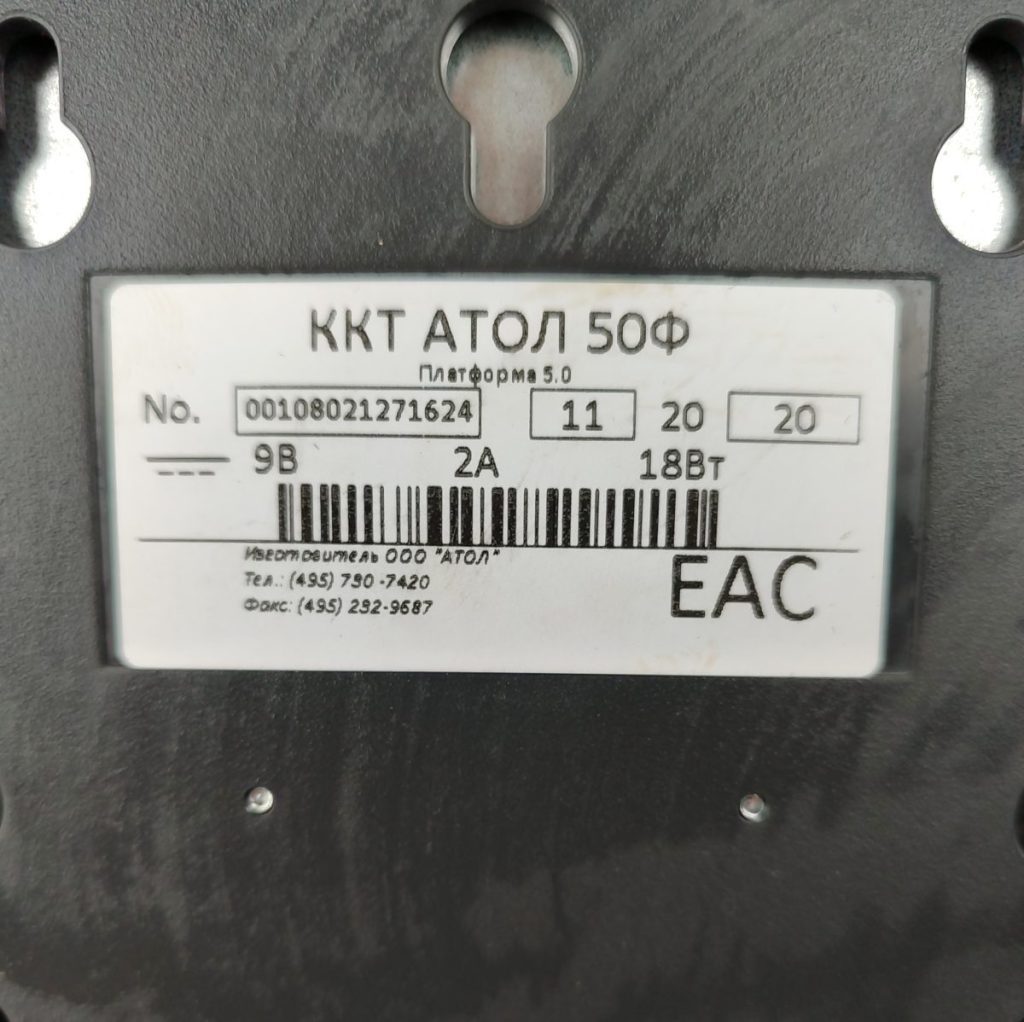 ККТ АТОЛ 50Ф
Платформа 5.0
No. 00108021271624 11 20 20
9В 2А 18Вт
Изготовитель ООО "АТОЛ"
Тел.: (495) 730-7420
Факс: (495) 232-9687
EAC